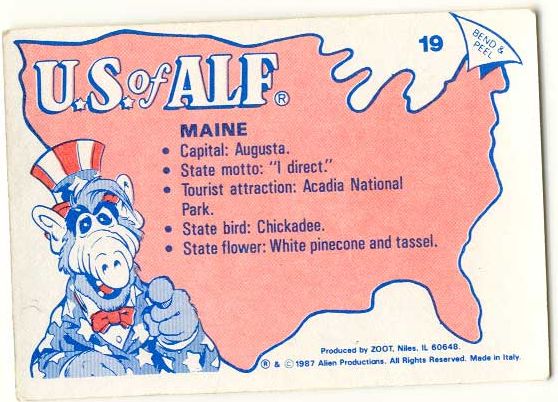 19
BEND &
PEEL
U.S. of ALF®
MAINE
• Capital: Augusta.
• State motto: "I direct."
• Tourist attraction: Acadia National
Park.
• State bird: Chickadee.
• State flower: White pinecone and tassel.
Produced by ZOOT, Niles, IL 60648.
® & © 1987 Alien Productions. All Rights Reserved. Made in Italy.